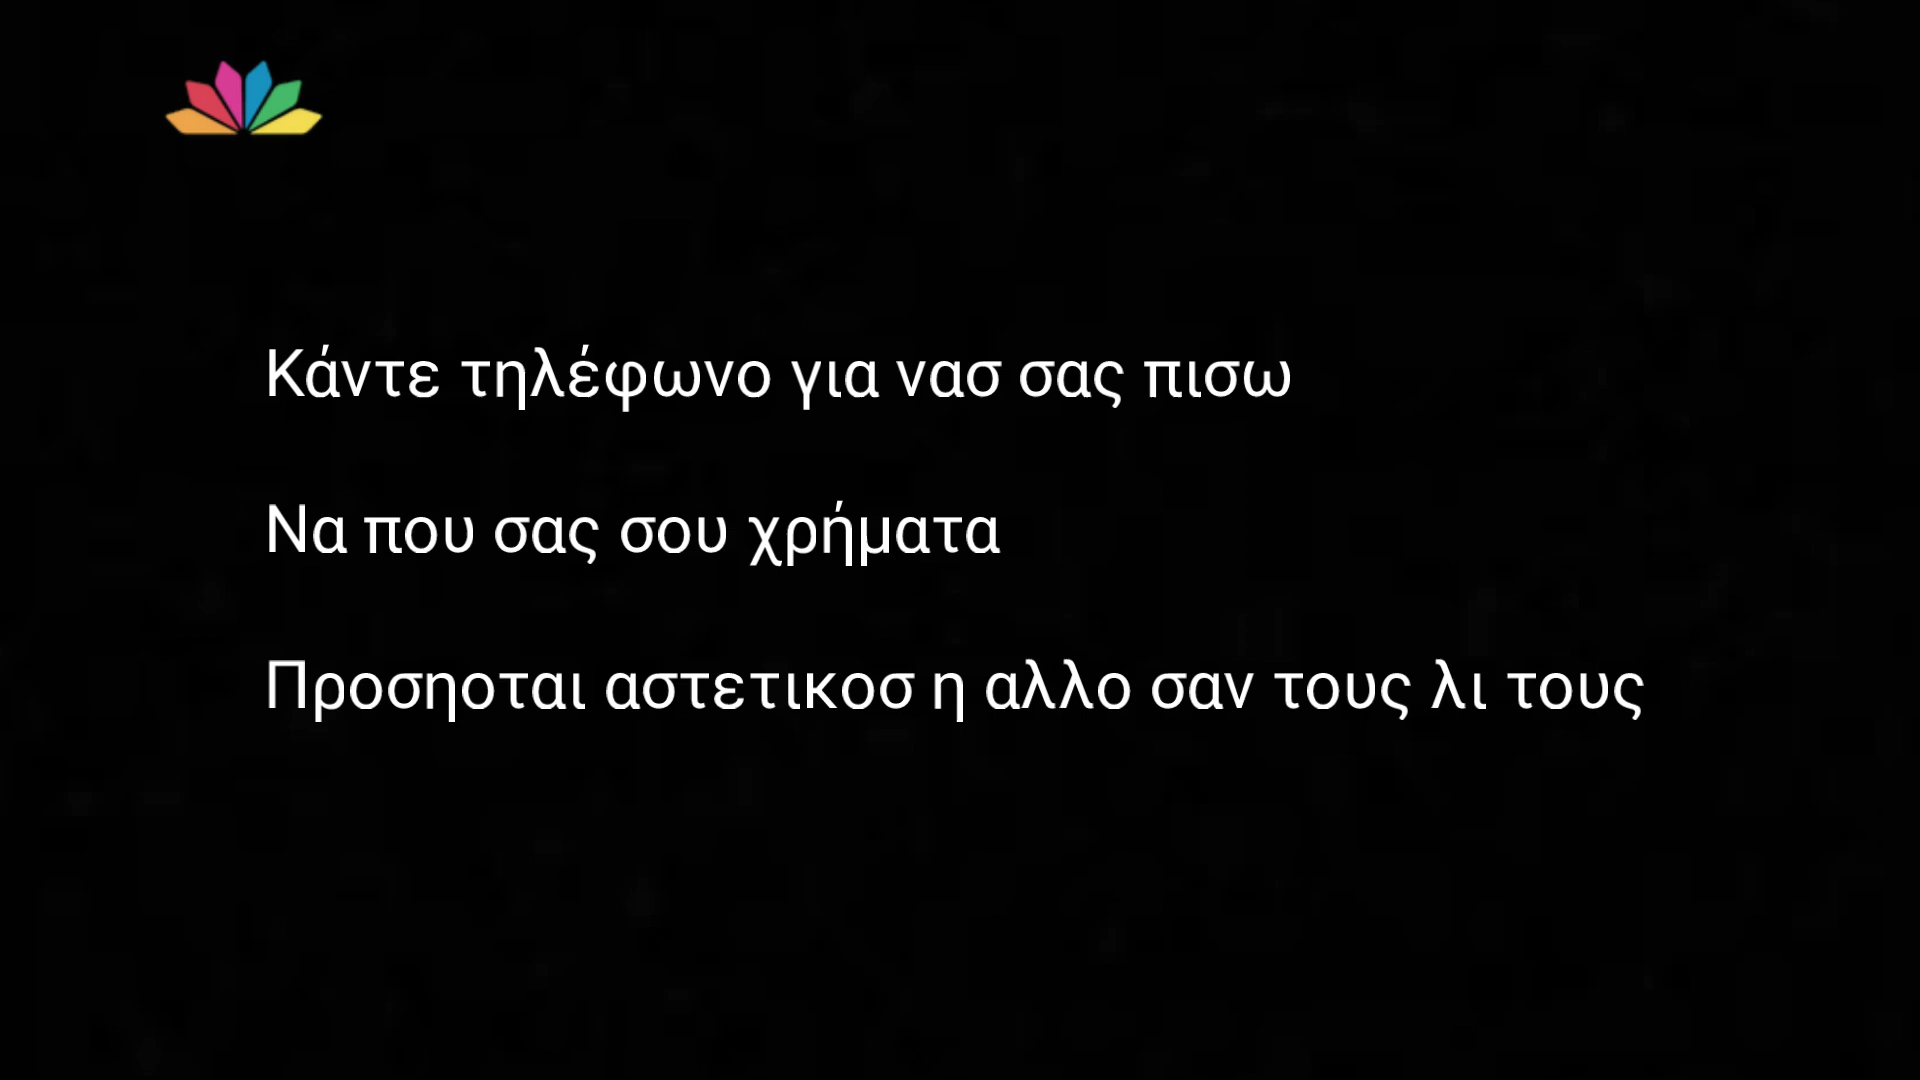 Κάντε τηλέφωνο για νασ σας πισω
Να που σας σου χρήματα
Προσηοται αστετικοσ η αλλο σαν τους λι τους